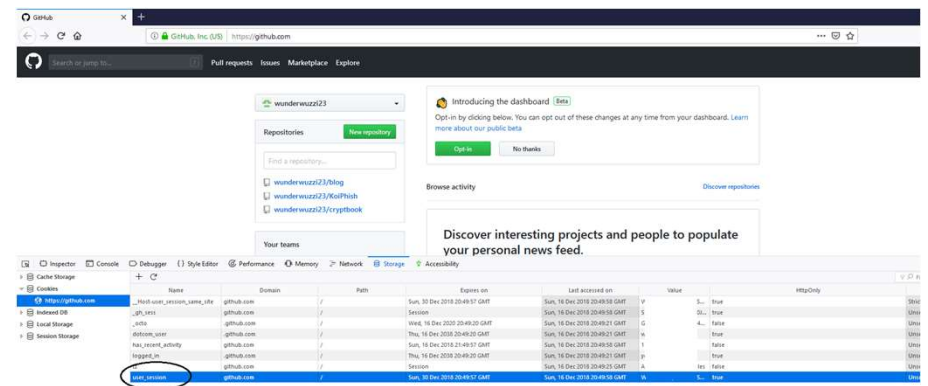 GitHub
GitHub, Inc. (US) https://github.com
Search or jump to...
Pull requests Issues Marketplace Explore
wunderwuzzi23
Repositories New repository
Find a repository...
wunderwuzzi23/blog
wunderwuzzi23/KoiPhish
wunderwuzzi23/cryptbook
Your teams
Introducing the dashboard Beta
Opt-in by clicking below. You can opt out of these changes at any time from your dashboard. Learn
more about our public beta
Opt-in No thanks
Browse activity Discover repositories
Discover interesting projects and people to populate
your personal news feed.
Inspector Console Debugger {} Style Editor Performance Memory Network Storage Accessibility
Cache Storage
Cookies
https://github.com
Indexed DB
Local Storage
Session Storage
Name Domain Path Expires on Last accessed on Value HttpOnly
__Host-user_session_same_site github.com / Sun, 30 Dec 2018 20:49:57 GMT Sun, 16 Dec 2018 20:49:58 GMT S... true
_gh_sess github.com / Session Sun, 16 Dec 2018 20:49:58 GMT S true
_octo .github.com / Wed, 16 Dec 2020 20:49:20 GMT Sun, 16 Dec 2018 20:49:21 GMT G 4... false
dotcom_user .github.com / Thu, 16 Dec 2038 20:49:20 GMT Sun, 16 Dec 2018 20:49:21 GMT true
has_recent_activity github.com / Sun, 16 Dec 2018 21:49:57 GMT Sun, 16 Dec 2018 20:49:58 GMT 1 false
logged_in .github.com / Thu, 16 Dec 2038 20:49:20 GMT Sun, 16 Dec 2018 20:49:21 GMT true
.github.com / Session Sun, 16 Dec 2018 20:49:25 GMT A les false
user_session github.com / Sun, 30 Dec 2018 20:49:57 GMT Sun, 16 Dec 2018 20:49:58 GMT S... true